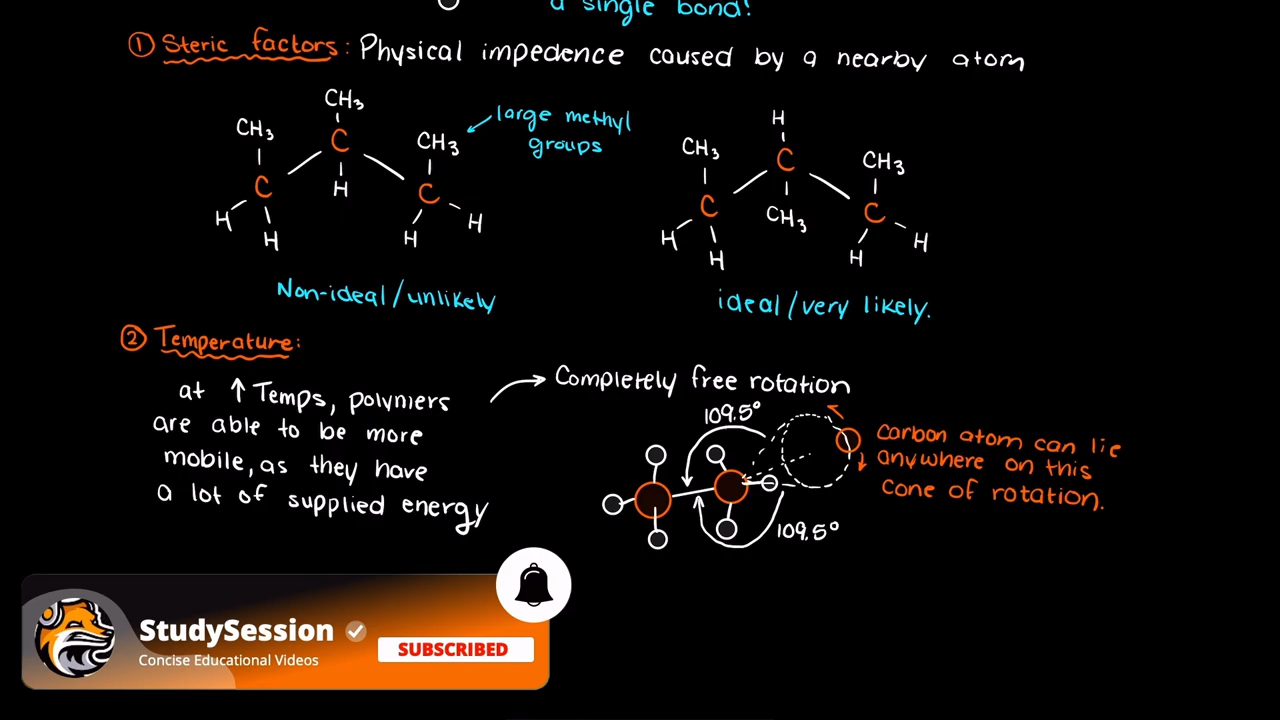 a single bond!
① Steric factors: Physical impedence caused by a nearby atom
CH3
CH3
C
CH3
large methyl
groups
H
C
C
H
H
H
H
Non-ideal/unlikely
H
CH3
C
CH3
C
CH3
C
H
H
H
H
ideal/very likely.
② Temperature:
at ↑ Temps, polymers
are able to be more
mobile, as they have
a lot of supplied energy
Completely free rotation
109.5°
109.5°
Carbon atom can lie
anywhere on this
cone of rotation.
StudySession
Concise Educational Videos
SUBSCRIBED